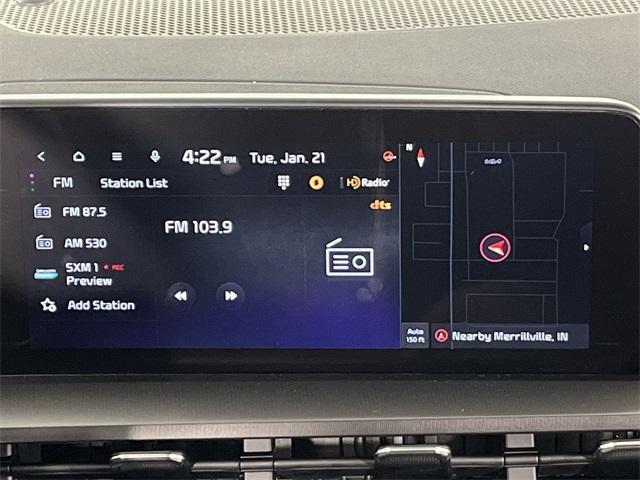 4:22 PM Tue, Jan. 21
FM Station List HD Radio
dts
FM 87.5
FM 103.9
AM 530
SXM 1 REC
Preview
Add Station
N
Auto
150 ft
Nearby Merrillville, IN